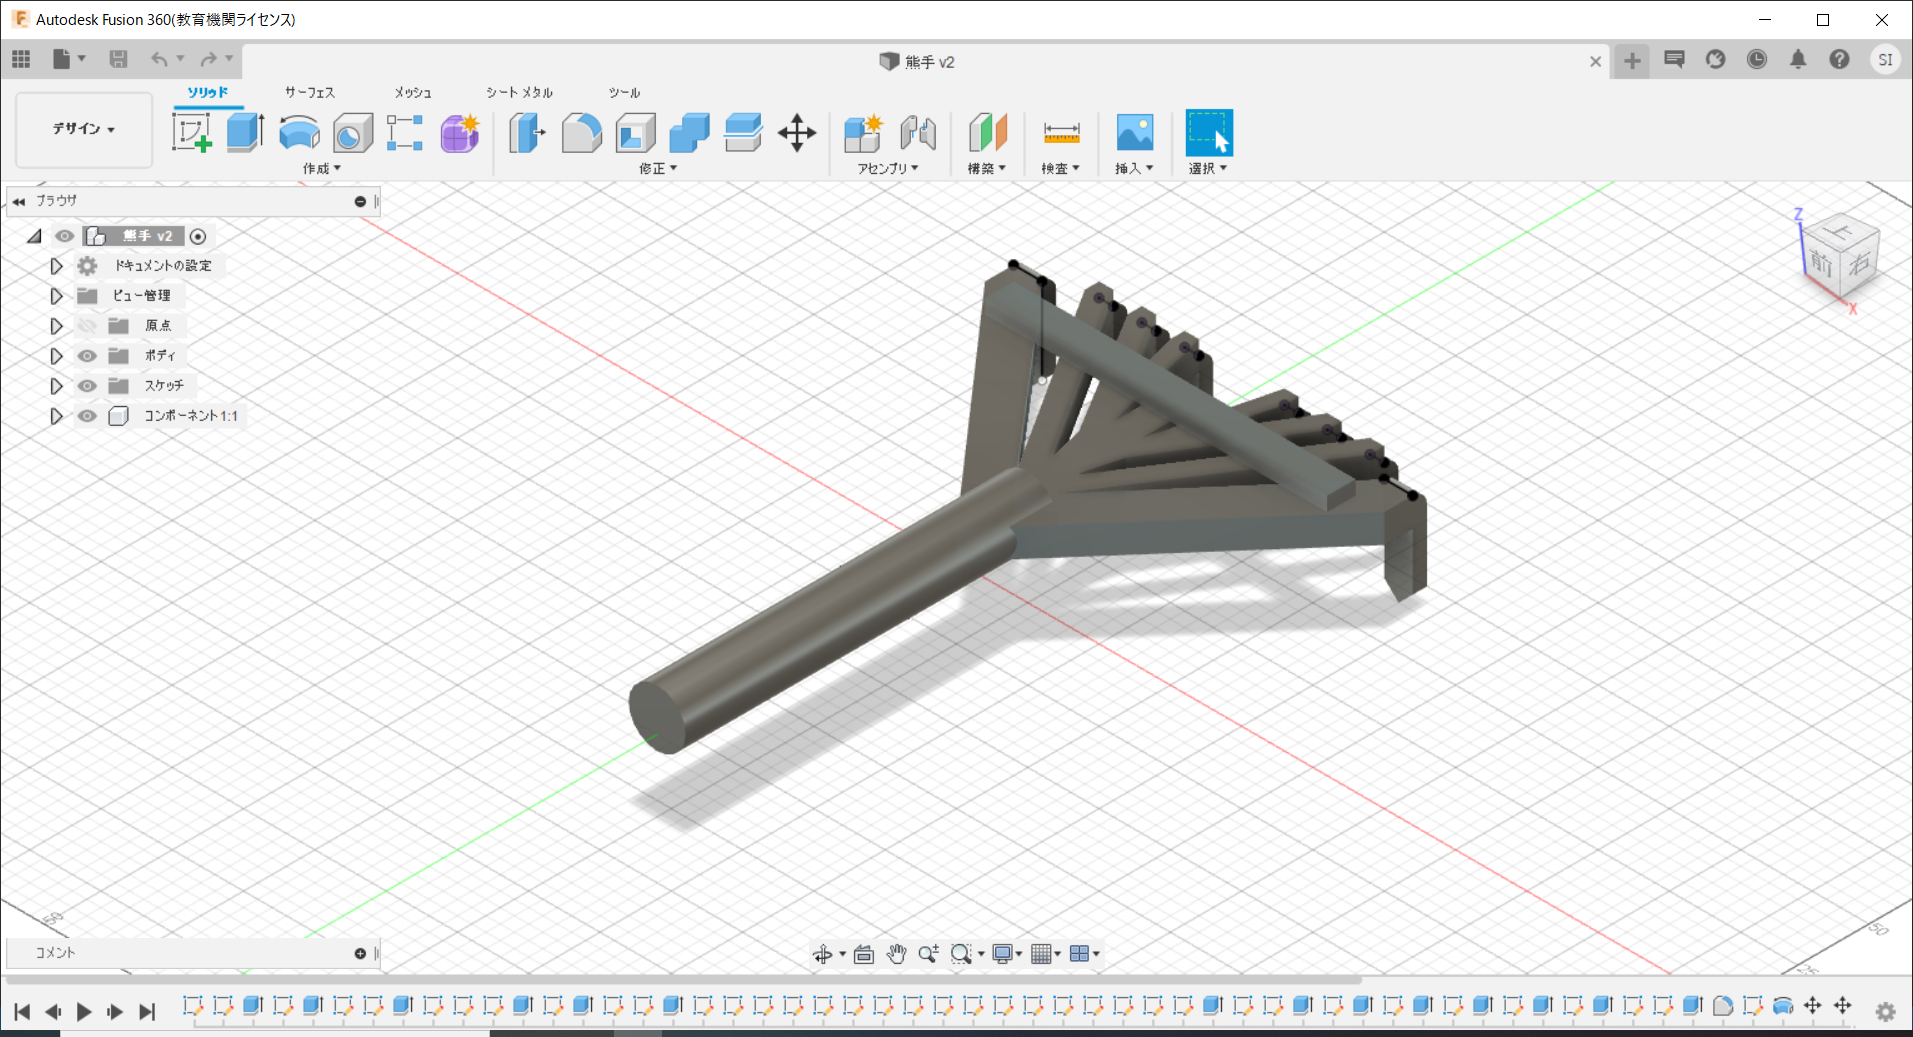 Autodesk Fusion 360(教育機関ライセンス)
熊手 v2
SI
ソリッド サーフェス メッシュ シート メタル ツール
デザイン
作成 修正 アセンブリ 構築 検査 挿入 選択
ブラウザ
熊手 v2
ドキュメントの設定
ビュー管理
原点
ボディ
スケッチ
コンポーネント1:1
Z
上
前 右
X
50
50
25
コメント